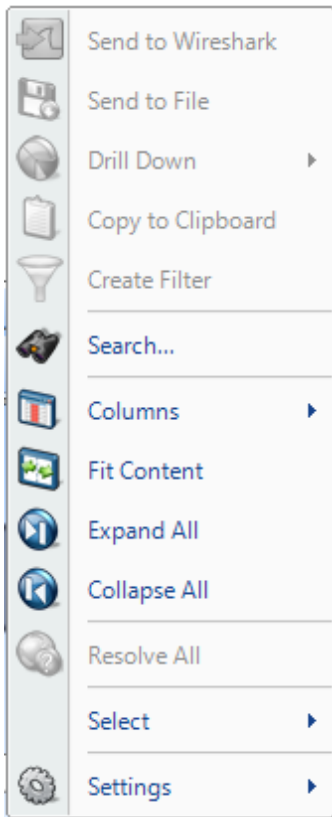 Send to Wireshark
Send to File
Drill Down
Copy to Clipboard
Create Filter
Search...
Columns
Fit Content
Expand All
Collapse All
Resolve All
Select
Settings